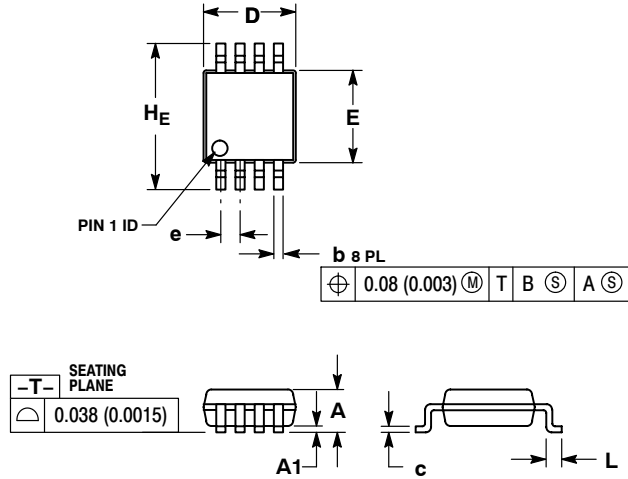 D
HE
E
PIN 1 ID
e
b 8 PL
⌖ 0.08 (0.003) Ⓜ T B Ⓢ A Ⓢ
–T– SEATING PLANE
⌓ 0.038 (0.0015)
A
A1
c
L